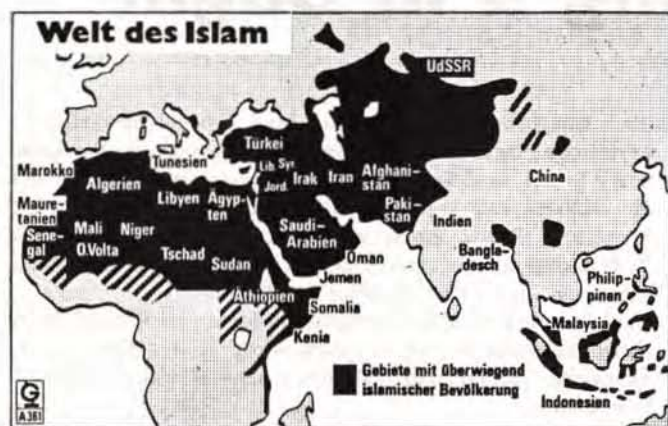 Welt des Islam
UdSSR
Türkei
Marokko
Tunesien
Lib.
Syr.
Jord.
Irak
Iran
Afghani-
stan
Algerien
Libyen
Ägyp-
ten
China
Paki-
stan
Maure-
tanien
Mali
Niger
Saudi-
Arabien
Indien
Sene-
gal
O.Volta
Tschad
Sudan
Oman
Jemen
Bangla-
desch
Philip-
pinen
Äthiopien
Somalia
Malaysia
Kenia
Gebiete mit überwiegend
islamischer Bevölkerung
Indonesien
G
A361